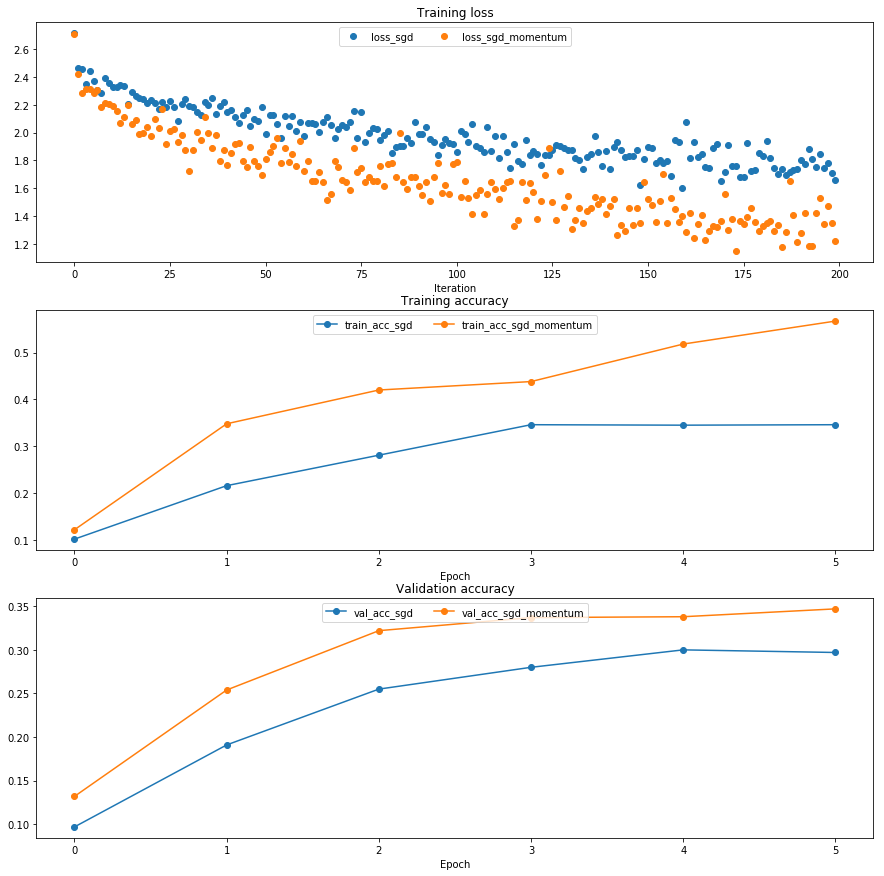 Training loss
loss_sgd loss_sgd_momentum
2.6
2.4
2.2
2.0
1.8
1.6
1.4
1.2
0 25 50 75 100 125 150 175 200
Iteration
Training accuracy
train_acc_sgd train_acc_sgd_momentum
0.5
0.4
0.3
0.2
0.1
0 1 2 3 4 5
Epoch
Validation accuracy
val_acc_sgd val_acc_sgd_momentum
0.35
0.30
0.25
0.20
0.15
0.10
0 1 2 3 4 5
Epoch